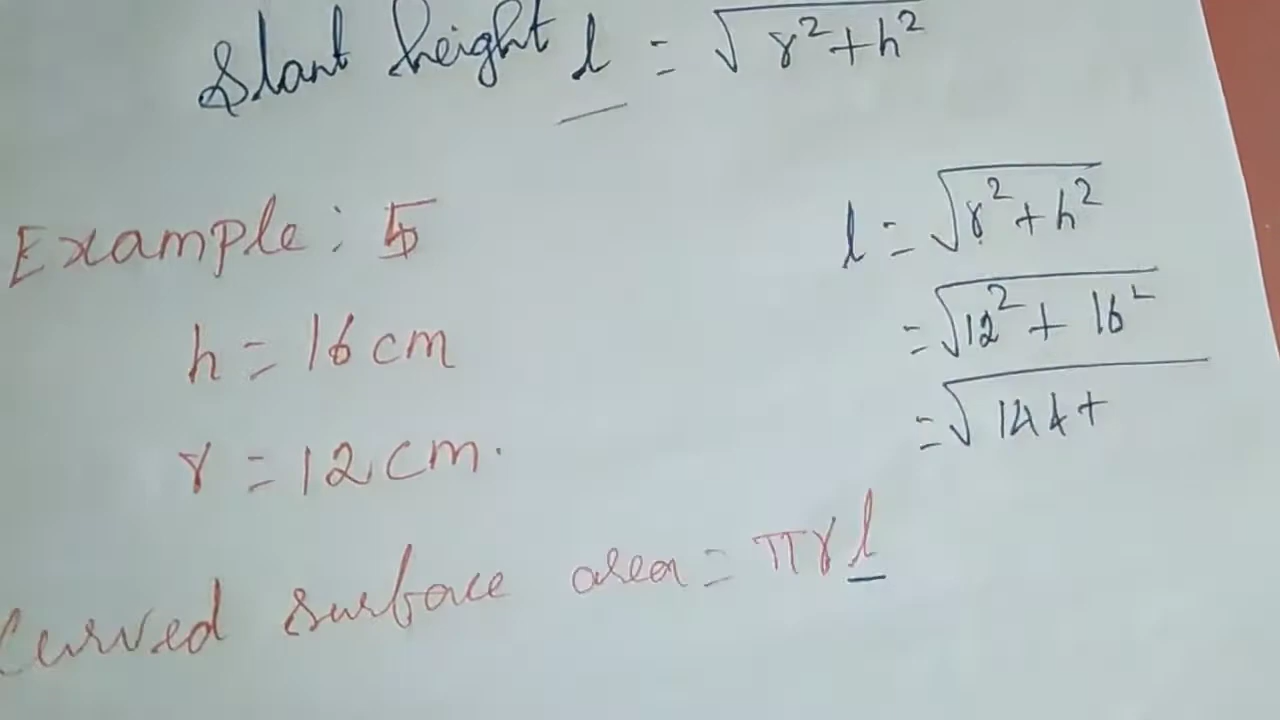 Slant height l = √r²+h²
Example: 5
h = 16 cm
r = 12 cm.
l = √r²+h²
= √12² + 16²
= √144+
Curved surface area = πrl